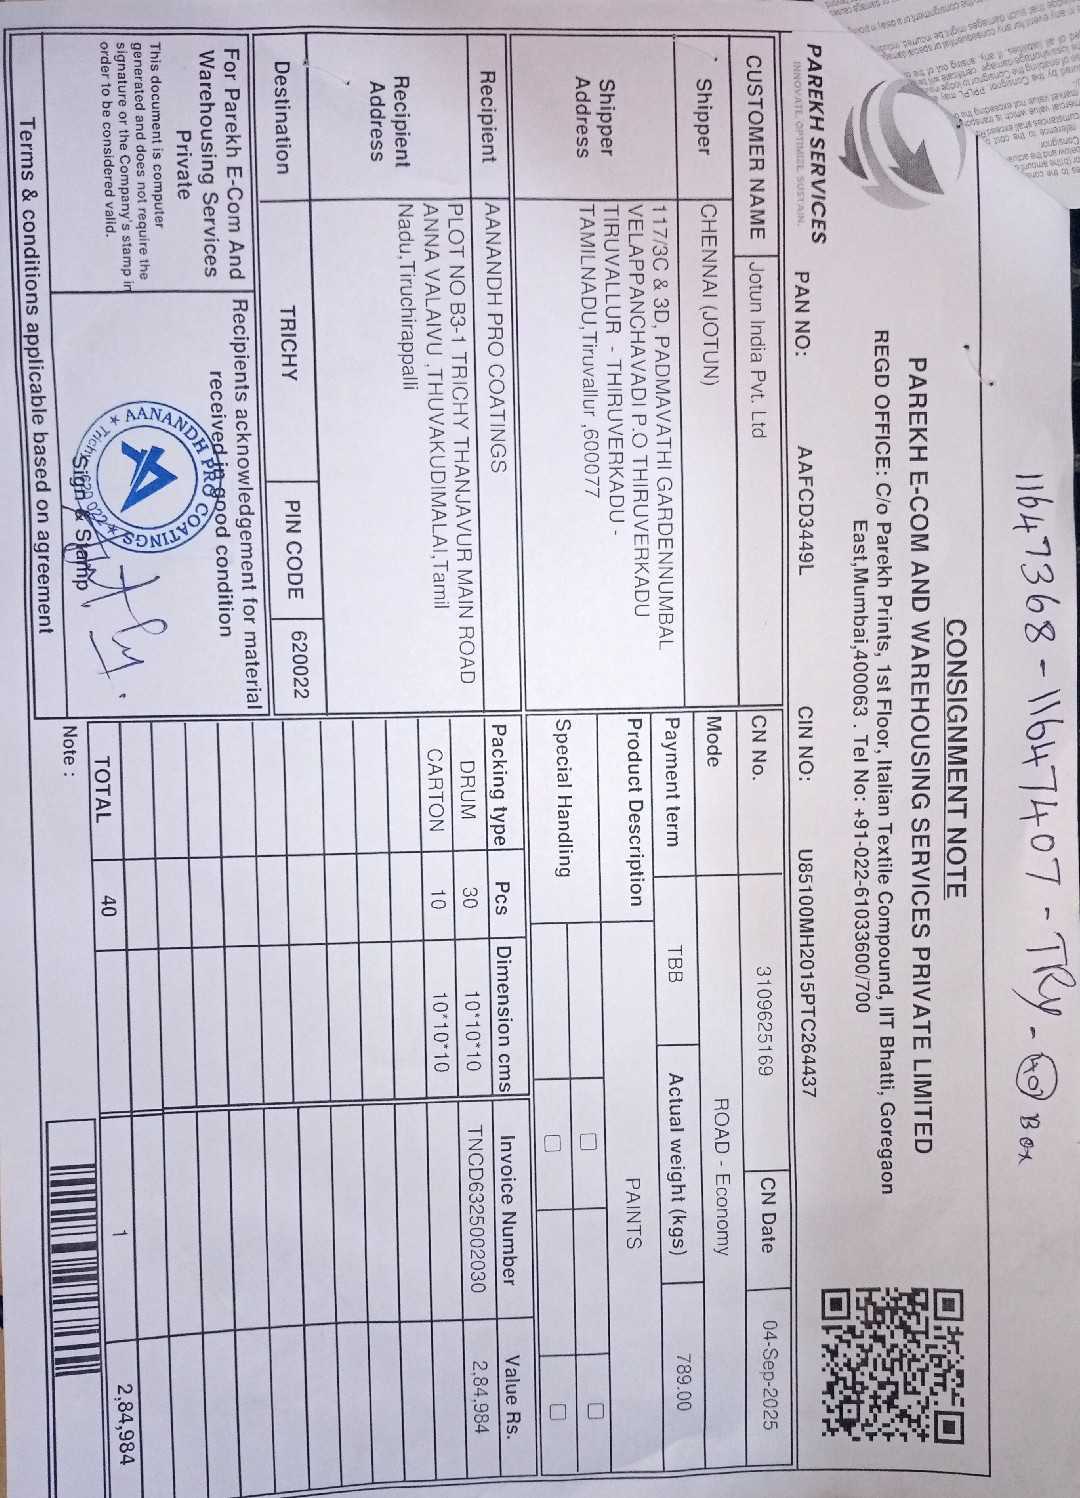 11647368 - 11647407 - TRY - 40 Box
CONSIGNMENT NOTE
PAREKH E-COM AND WAREHOUSING SERVICES PRIVATE LIMITED
REGD OFFICE: C/o Parekh Prints, 1st Floor, Italian Textile Compound, IIT Bhatti, Goregaon
East,Mumbai,400063 . Tel No: +91-022-61033600/700
PAREKH SERVICES
INNOVATE. OPTIMIZE. SUSTAIN.
PAN NO: AAFCD3449L CIN NO: U85100MH2015PTC264437
CUSTOMER NAME Jotun India Pvt. Ltd
CN No. 3109625169 CN Date 04-Sep-2025
Shipper CHENNAI (JOTUN)
Mode ROAD - Economy
Payment term TBB Actual weight (kgs) 789.00
Shipper
Address
117/3C & 3D, PADMAVATHI GARDENNUMBAL
VELAPPANCHAVADI P.O THIRUVERKADU
TIRUVALLUR - THIRUVERKADU -
TAMILNADU,Tiruvallur ,600077
Product Description PAINTS
Special Handling
Recipient AANANDH PRO COATINGS
Recipient
Address
PLOT NO B3-1 TRICHY THANJAVUR MAIN ROAD
ANNA VALAIVU ,THUVAKUDIMALAI,Tamil
Nadu,Tiruchirappalli
Packing type Pcs Dimension cms Invoice Number Value Rs.
DRUM 30 10*10*10 TNCD6325002030 2,84,984
CARTON 10 10*10*10
Destination TRICHY PIN CODE 620022
For Parekh E-Com And
Warehousing Services
Private
This document is computer
generated and does not require the
signature or the Company's stamp in
order to be considered valid.
Recipients acknowledgement for material
received in good condition
AANANDH PRO COATINGS
★ Trichy-620 022 ★
Sign & Stamp
TOTAL 40 1 2,84,984
Terms & conditions applicable based on agreement
Note :